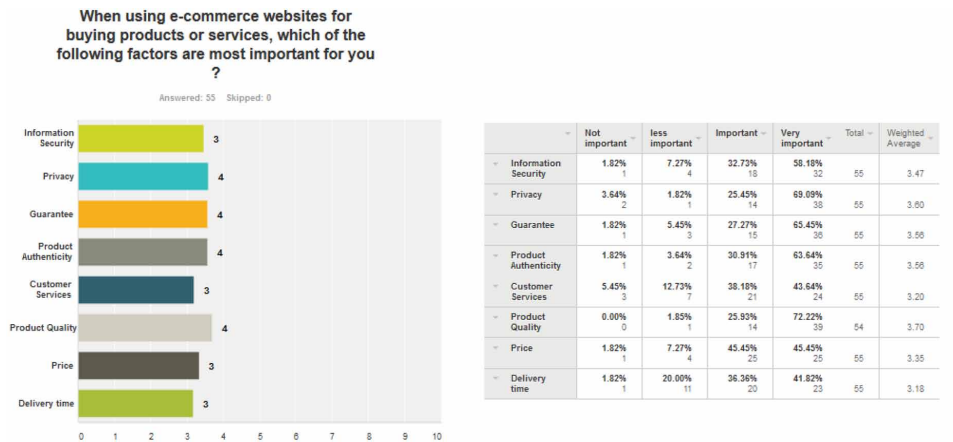 When using e-commerce websites for
buying products or services, which of the
following factors are most important for you
?
Answered: 55 Skipped: 0
Information
Security
3
Privacy
4
Guarantee
4
Product
Authenticity
4
Customer
Services
3
Product Quality
4
Price
3
Delivery time
3
0 1 2 3 4 5 6 7 8 9 10
Not
important
less
important
Important
Very
important
Total
Weighted
Average
Information
Security
1.82% 7.27% 32.73% 58.18%
1 4 18 32 55 3.47
Privacy
3.64% 1.82% 25.45% 69.09%
2 1 14 38 55 3.60
Guarantee
1.82% 5.45% 27.27% 65.45%
1 3 15 36 55 3.56
Product
Authenticity
1.82% 3.64% 30.91% 63.64%
1 2 17 35 55 3.56
Customer
Services
5.45% 12.73% 38.18% 43.64%
3 7 21 24 55 3.20
Product
Quality
0.00% 1.85% 25.93% 72.22%
0 1 14 39 54 3.70
Price
1.82% 7.27% 45.45% 45.45%
1 4 25 25 55 3.35
Delivery
time
1.82% 20.00% 36.36% 41.82%
1 11 20 23 55 3.18